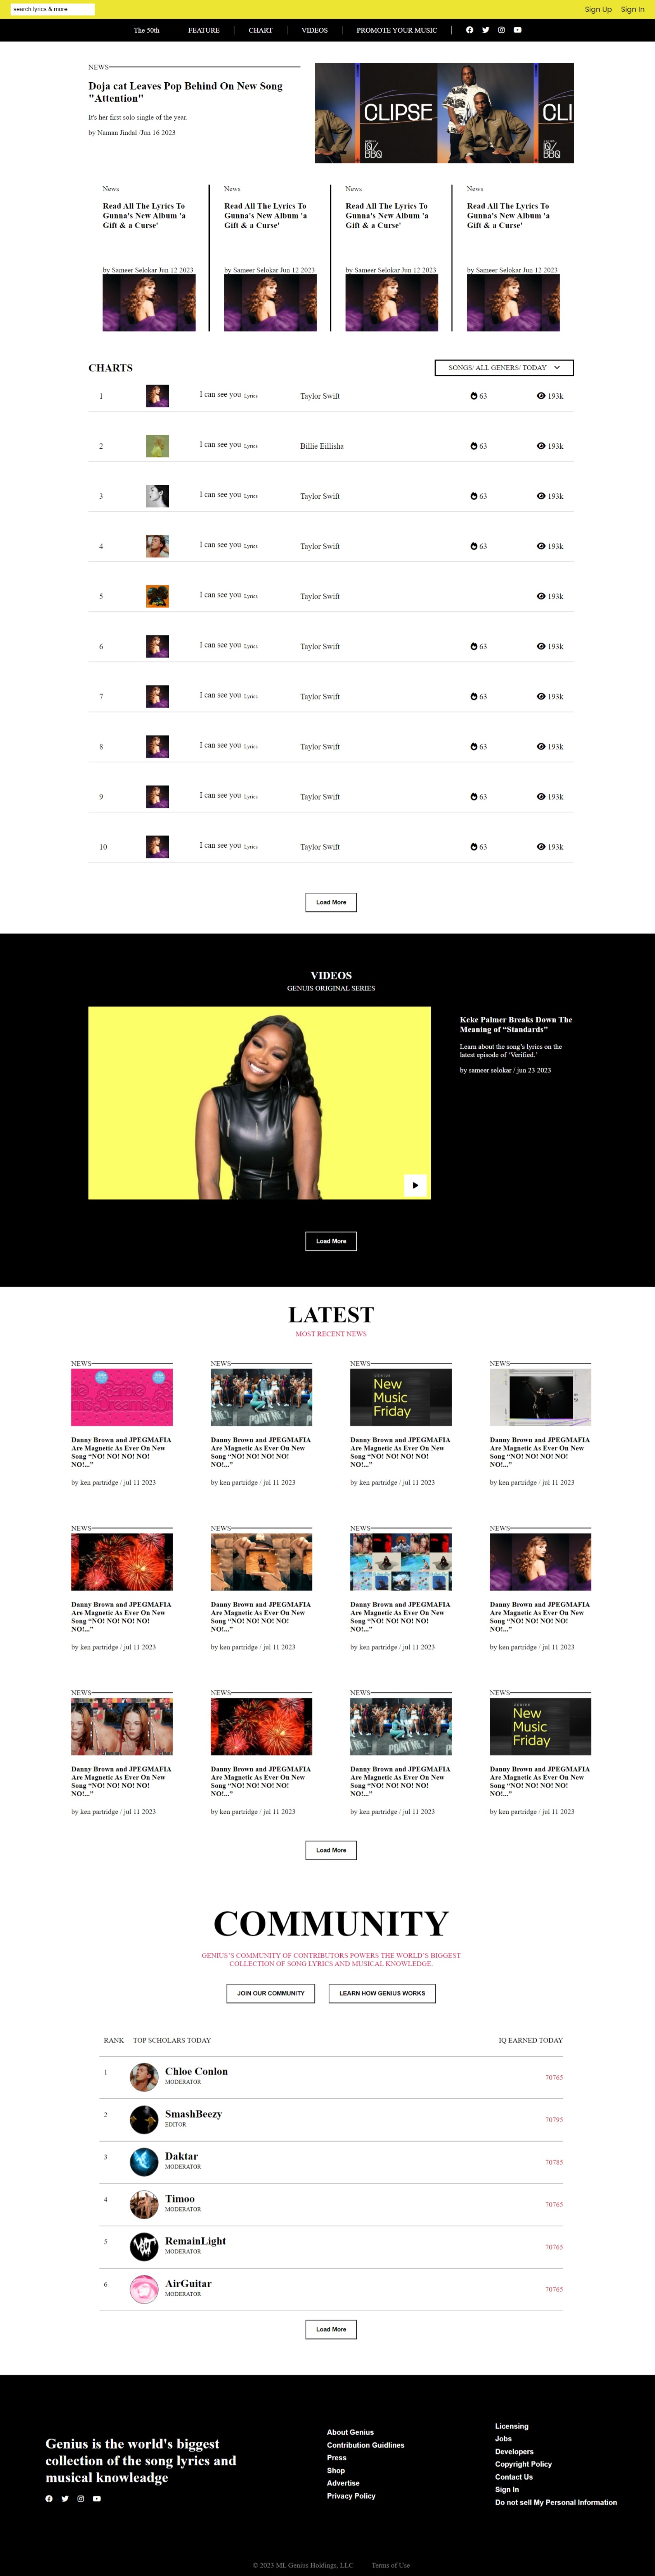 search lyrics & more
Sign Up Sign In
The 50th FEATURE CHART VIDEOS PROMOTE YOUR MUSIC
NEWS
Doja cat Leaves Pop Behind On New Song
"Attention"
It's her first solo single of the year.
by Naman Jindal /Jun 16 2023
CLIPSE
IQ/
BBQ
CLI
IQ/
BBQ
News
Read All The Lyrics To
Gunna's New Album 'a
Gift & a Curse'
by Sameer Selokar Jun 12 2023
News
Read All The Lyrics To
Gunna's New Album 'a
Gift & a Curse'
by Sameer Selokar Jun 12 2023
News
Read All The Lyrics To
Gunna's New Album 'a
Gift & a Curse'
by Sameer Selokar Jun 12 2023
News
Read All The Lyrics To
Gunna's New Album 'a
Gift & a Curse'
by Sameer Selokar Jun 12 2023
CHARTS
SONGS/ ALL GENERS/ TODAY
1 I can see you Lyrics Taylor Swift 63 193k
2 I can see you Lyrics Billie Eillisha 63 193k
3 I can see you Lyrics Taylor Swift 63 193k
4 I can see you Lyrics Taylor Swift 63 193k
5 I can see you Lyrics Taylor Swift 193k
6 I can see you Lyrics Taylor Swift 63 193k
7 I can see you Lyrics Taylor Swift 63 193k
8 I can see you Lyrics Taylor Swift 63 193k
9 I can see you Lyrics Taylor Swift 63 193k
10 I can see you Lyrics Taylor Swift 63 193k
Load More
VIDEOS
GENUIS ORIGINAL SERIES
Keke Palmer Breaks Down The
Meaning of “Standards”
Learn about the song’s lyrics on the
latest episode of ‘Verified.’
by sameer selokar / jun 23 2023
Load More
LATEST
MOST RECENT NEWS
NEWS
Danny Brown and JPEGMAFIA
Are Magnetic As Ever On New
Song “NO! NO! NO! NO!
NO!...”
by ken partridge / jul 11 2023
NEWS
Danny Brown and JPEGMAFIA
Are Magnetic As Ever On New
Song “NO! NO! NO! NO!
NO!...”
by ken partridge / jul 11 2023
NEWS
GENIUS
New
Music
Friday
Danny Brown and JPEGMAFIA
Are Magnetic As Ever On New
Song “NO! NO! NO! NO!
NO!...”
by ken partridge / jul 11 2023
NEWS
Danny Brown and JPEGMAFIA
Are Magnetic As Ever On New
Song “NO! NO! NO! NO!
NO!...”
by ken partridge / jul 11 2023
NEWS
Danny Brown and JPEGMAFIA
Are Magnetic As Ever On New
Song “NO! NO! NO! NO!
NO!...”
by ken partridge / jul 11 2023
NEWS
Danny Brown and JPEGMAFIA
Are Magnetic As Ever On New
Song “NO! NO! NO! NO!
NO!...”
by ken partridge / jul 11 2023
NEWS
Danny Brown and JPEGMAFIA
Are Magnetic As Ever On New
Song “NO! NO! NO! NO!
NO!...”
by ken partridge / jul 11 2023
NEWS
Danny Brown and JPEGMAFIA
Are Magnetic As Ever On New
Song “NO! NO! NO! NO!
NO!...”
by ken partridge / jul 11 2023
NEWS
Danny Brown and JPEGMAFIA
Are Magnetic As Ever On New
Song “NO! NO! NO! NO!
NO!...”
by ken partridge / jul 11 2023
NEWS
Danny Brown and JPEGMAFIA
Are Magnetic As Ever On New
Song “NO! NO! NO! NO!
NO!...”
by ken partridge / jul 11 2023
NEWS
Danny Brown and JPEGMAFIA
Are Magnetic As Ever On New
Song “NO! NO! NO! NO!
NO!...”
by ken partridge / jul 11 2023
NEWS
GENIUS
New
Music
Friday
Danny Brown and JPEGMAFIA
Are Magnetic As Ever On New
Song “NO! NO! NO! NO!
NO!...”
by ken partridge / jul 11 2023
Load More
COMMUNITY
GENIUS’S COMMUNITY OF CONTRIBUTORS POWERS THE WORLD’S BIGGEST
COLLECTION OF SONG LYRICS AND MUSICAL KNOWLEDGE.
JOIN OUR COMMUNITY LEARN HOW GENIUS WORKS
RANK TOP SCHOLARS TODAY IQ EARNED TODAY
1 Chloe Conlon 70765
MODERATOR
2 SmashBeezy 70795
EDITOR
3 Daktar 70785
MODERATOR
4 Timoo 70765
MODERATOR
5 RemainLight 70765
MODERATOR
6 AirGuitar 70765
MODERATOR
Load More
Genius is the world's biggest
collection of the song lyrics and
musical knowleadge
About Genius
Contribution Guidlines
Press
Shop
Advertise
Privacy Policy
Licensing
Jobs
Developers
Copyright Policy
Contact Us
Sign In
Do not sell My Personal Information
© 2023 ML Genius Holdings, LLC Terms of Use